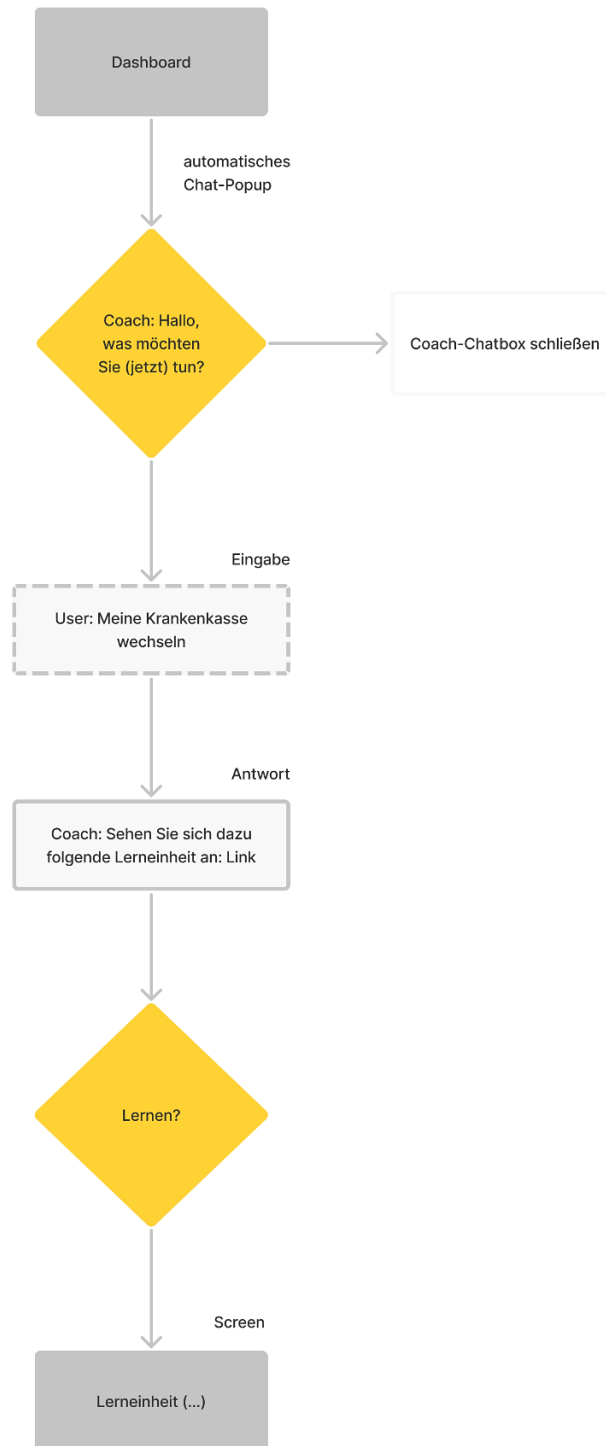 Dashboard
automatisches
Chat-Popup
Coach: Hallo,
was möchten
Sie (jetzt) tun?
Coach-Chatbox schließen
Eingabe
User: Meine Krankenkasse
wechseln
Antwort
Coach: Sehen Sie sich dazu
folgende Lerneinheit an: Link
Lernen?
Screen
Lerneinheit (...)